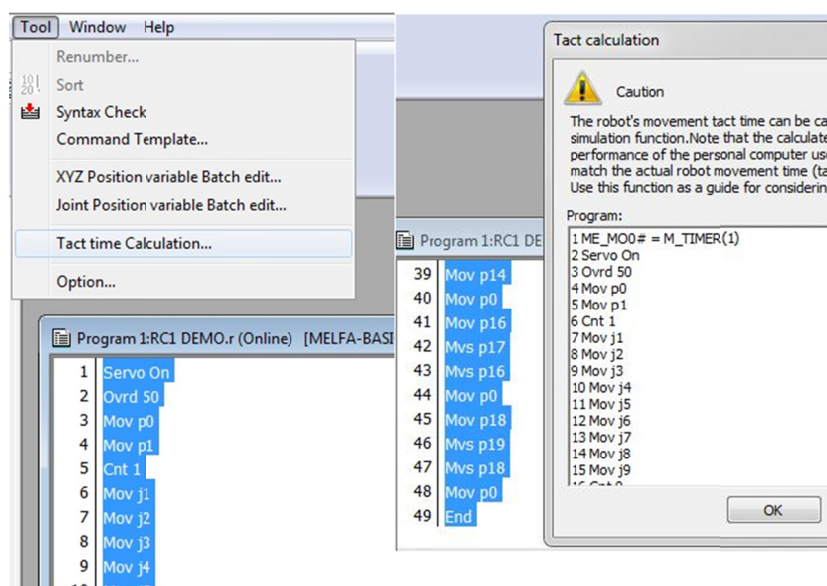 Tool Window Help
Renumber...
Sort
Syntax Check
Command Template...
XYZ Position variable Batch edit...
Joint Position variable Batch edit...
Tact time Calculation...
Option...
Program 1:RC1 DEMO.r (Online) [MELFA-BASI
1 Servo On
2 Ovrd 50
3 Mov p0
4 Mov p1
5 Cnt 1
6 Mov j1
7 Mov j2
8 Mov j3
9 Mov j4
Program 1:RC1 DE
39 Mov p14
40 Mov p0
41 Mov p16
42 Mvs p17
43 Mvs p16
44 Mov p0
45 Mov p18
46 Mvs p19
47 Mvs p18
48 Mov p0
49 End
Tact calculation
Caution
The robot's movement tact time can be ca
simulation function.Note that the calculate
performance of the personal computer us
match the actual robot movement time (ta
Use this function as a guide for considerin
Program:
1 ME_MO0# = M_TIMER(1)
2 Servo On
3 Ovrd 50
4 Mov p0
5 Mov p1
6 Cnt 1
7 Mov j1
8 Mov j2
9 Mov j3
10 Mov j4
11 Mov j5
12 Mov j6
13 Mov j7
14 Mov j8
15 Mov j9
OK